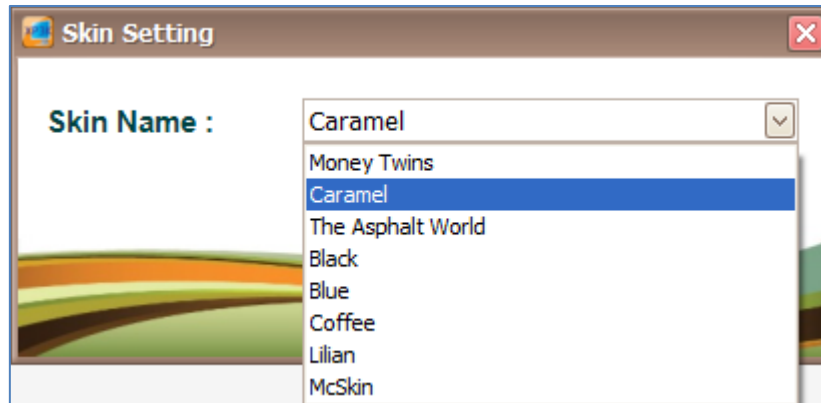 Skin Setting
Skin Name : Caramel
Money Twins
Caramel
The Asphalt World
Black
Blue
Coffee
Lilian
McSkin